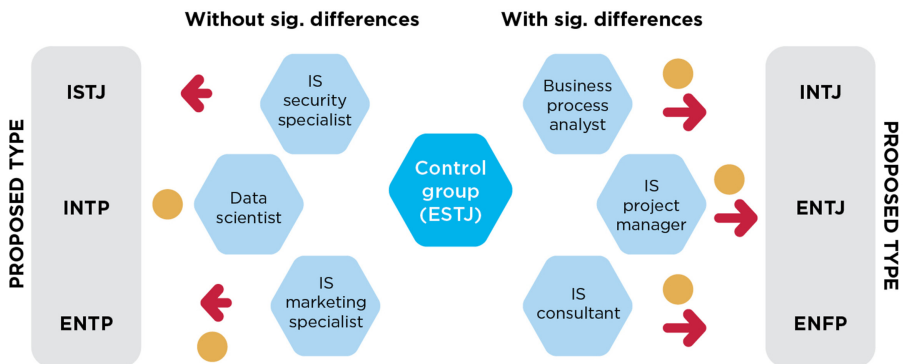 Without sig. differences
With sig. differences
PROPOSED TYPE
ISTJ
INTP
ENTP
IS
security
specialist
Data
scientist
IS
marketing
specialist
Control
group
(ESTJ)
Business
process
analyst
IS
project
manager
IS
consultant
INTJ
ENTJ
ENFP
PROPOSED TYPE